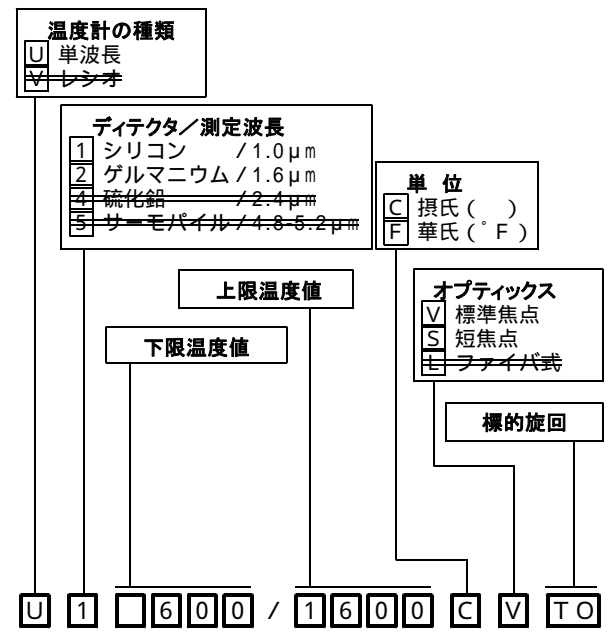 温度計の種類
U 単波長
V レシオ
ディテクタ／測定波長
1 シリコン /1.0μm
2 ゲルマニウム/1.6μm
4 硫化鉛 /2.4μm
5 サーモパイル/4.8-5.2μm
単 位
C 摂氏( )
F 華氏(°F)
上限温度値
オプティックス
V 標準焦点
S 短焦点
L ファイバ式
下限温度値
標的旋回
U 1 600/1600 C V TO